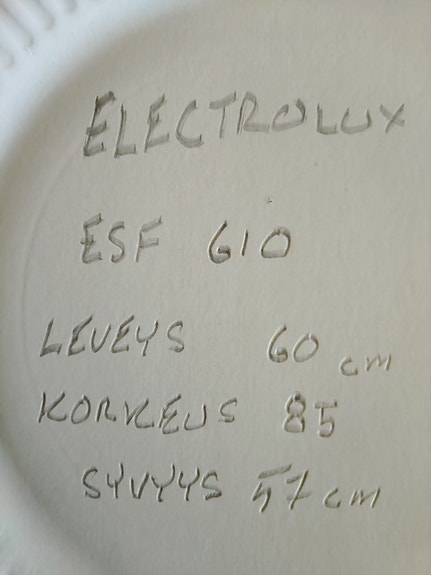 ELECTROLUX
ESF 610
LEVEYS 60 cm
KORKEUS 85
SYVYYS 57 cm